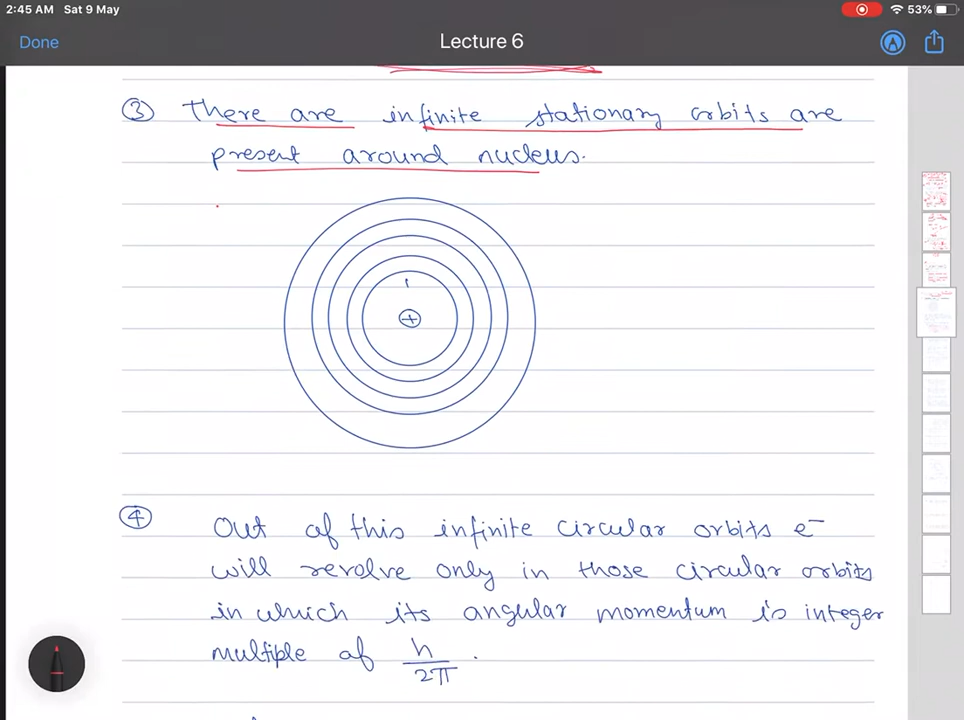 2:45 AM Sat 9 May
53%
Done
Lecture 6
③ There are infinite stationary orbits are
present around nucleus.
+
④ Out of this infinite circular orbits e⁻
will revolve only in those circular orbits
in which its angular momentum is integer
multiple of h/2π .